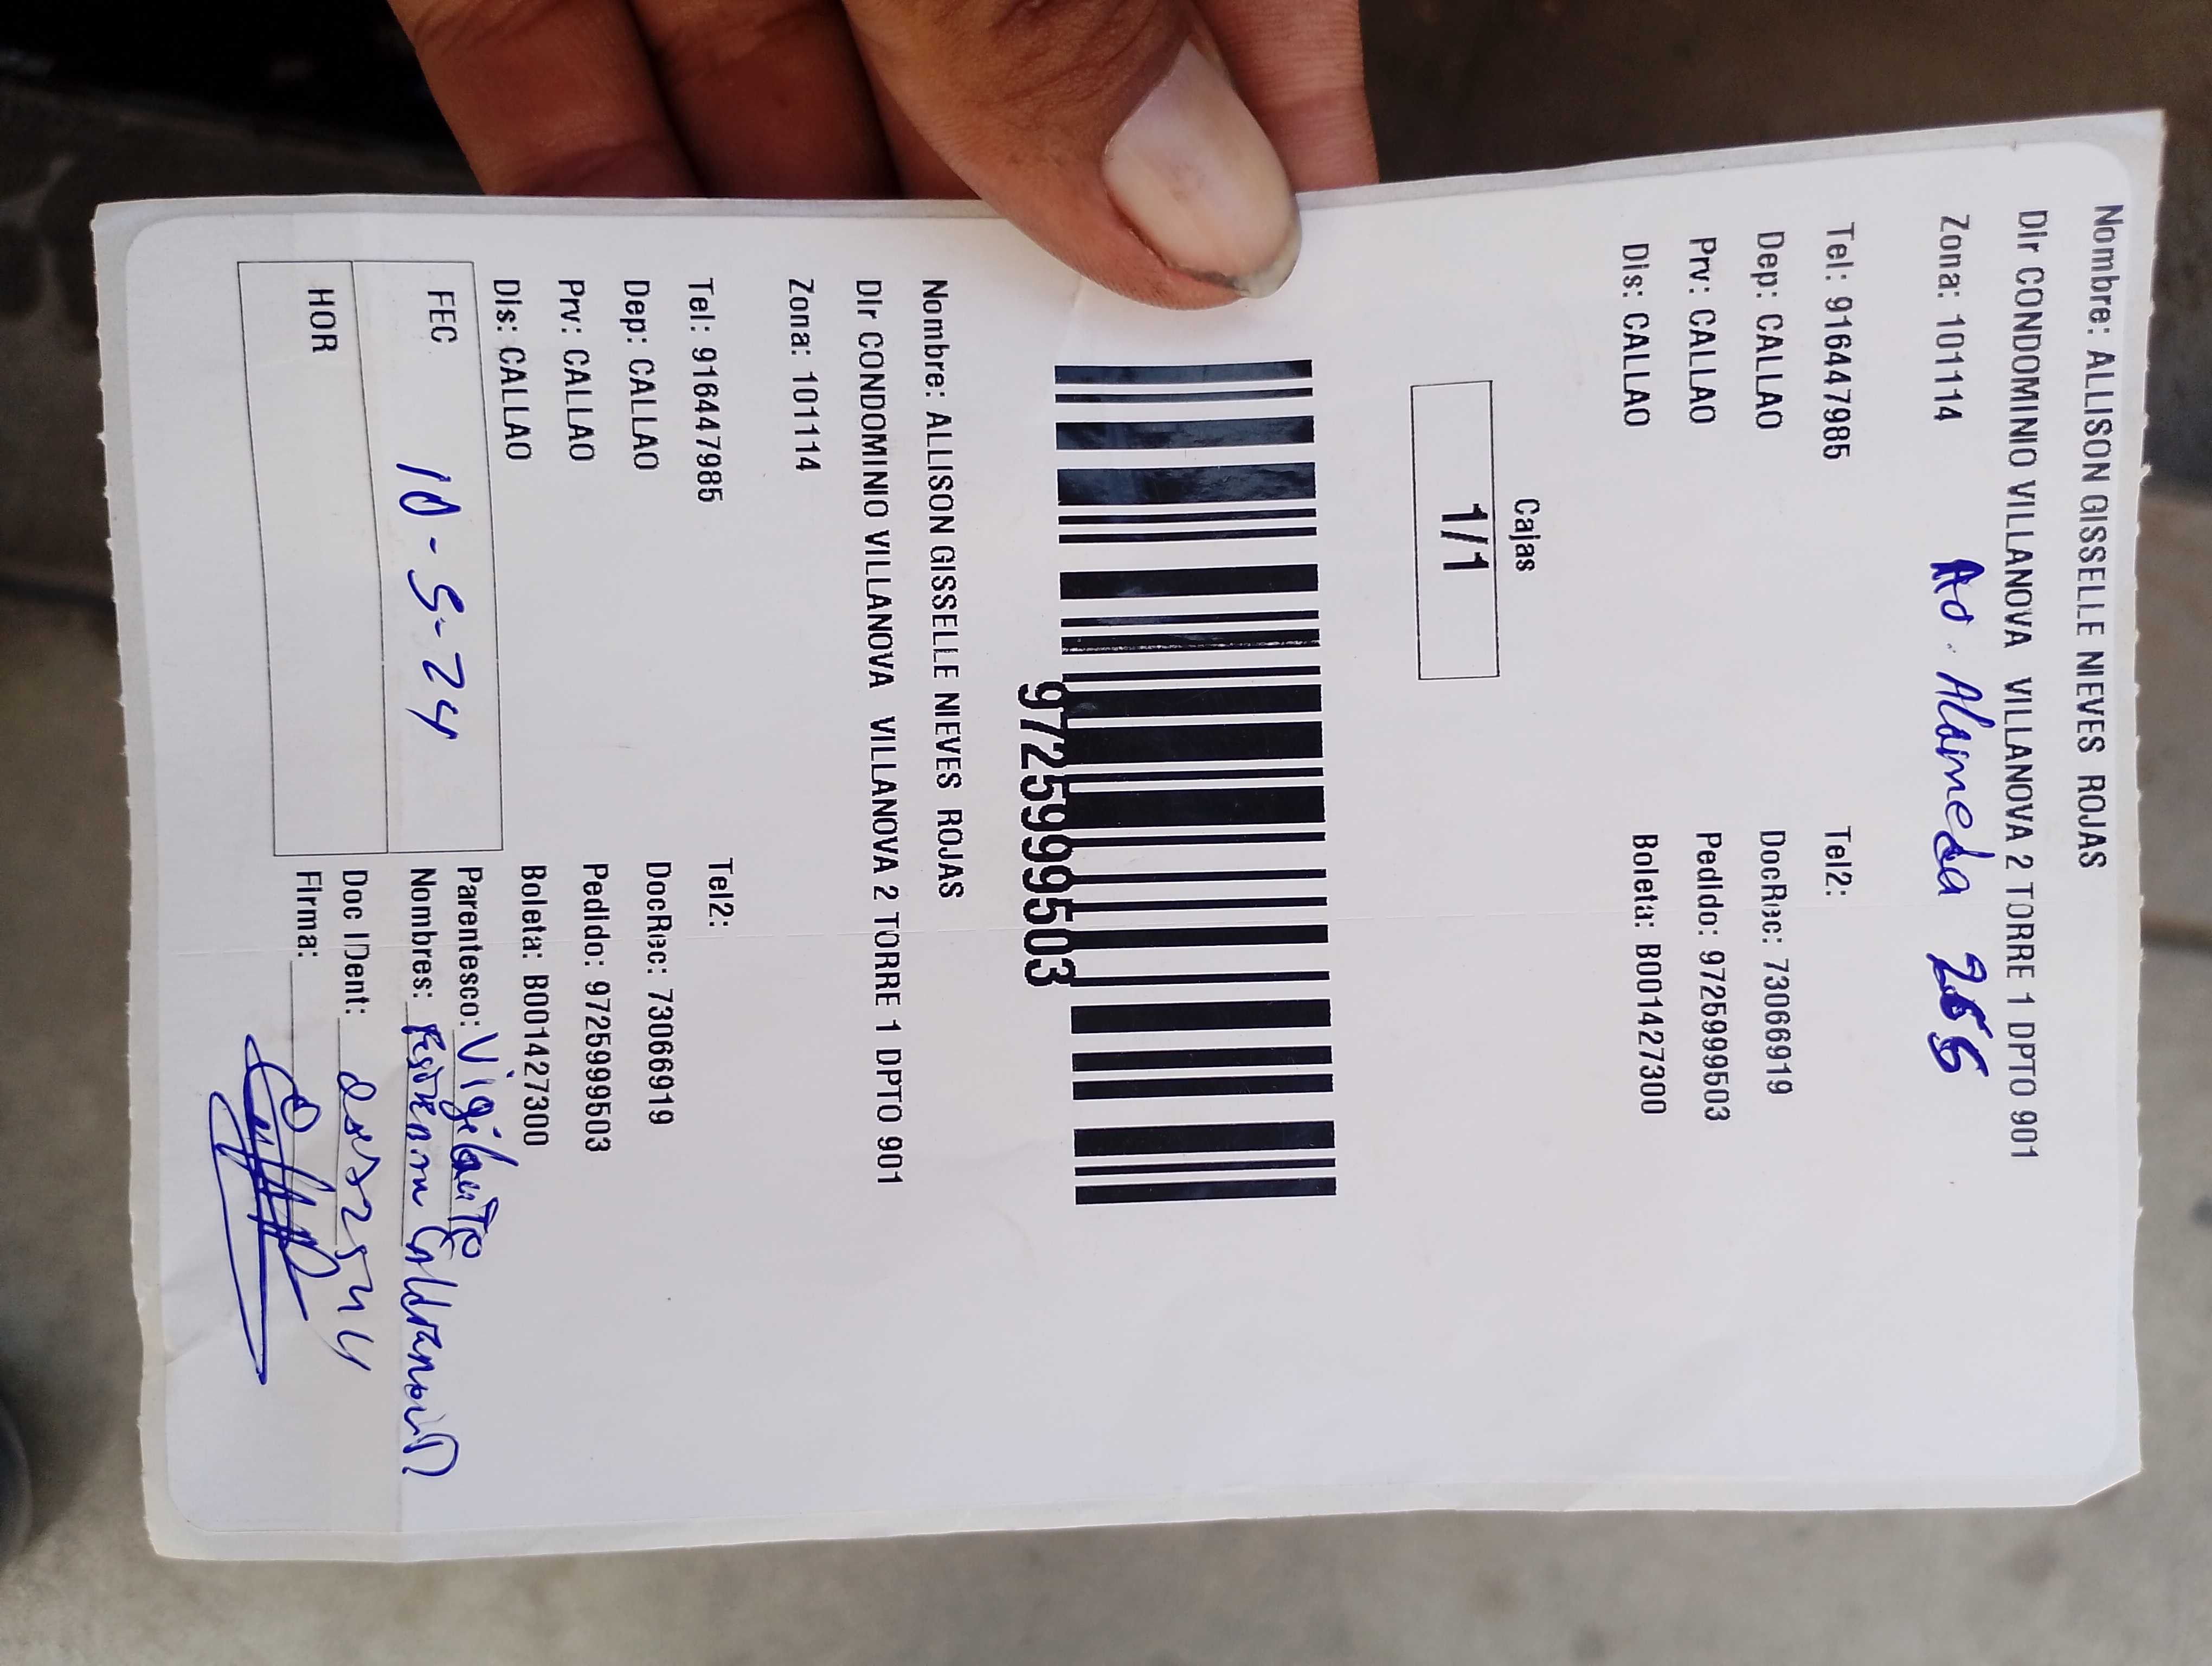 Nombre: ALLISON GISSELLE NIEVES ROJAS
Dir CONDOMINIO VILLANOVA VILLANOVA 2 TORRE 1 DPTO 901
Zona: 101114 Av. Alameda 266
Tel: 916447985 Tel2:
Dep: CALLAO DocRec: 73066919
Prv: CALLAO Pedido: 9725999503
Dis: CALLAO Boleta: B001427300
Cajas
1/1
9725999503
Nombre: ALLISON GISSELLE NIEVES ROJAS
Dir CONDOMINIO VILLANOVA VILLANOVA 2 TORRE 1 DPTO 901
Zona: 101114
Tel: 916447985 Tel2:
Dep: CALLAO DocRec: 73066919
Prv: CALLAO Pedido: 9725999503
Dis: CALLAO Boleta: B001427300
FEC 10-5-24 Parentesco: Vigilante
Nombres:
HOR Doc IDent:
Firma: